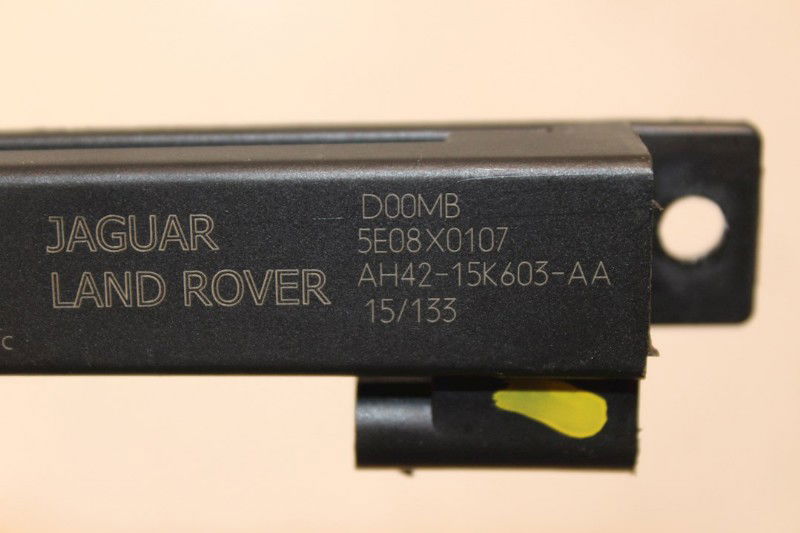 JAGUAR
LAND ROVER
D00MB
5E08X0107
AH42-15K603-AA
15/133
c